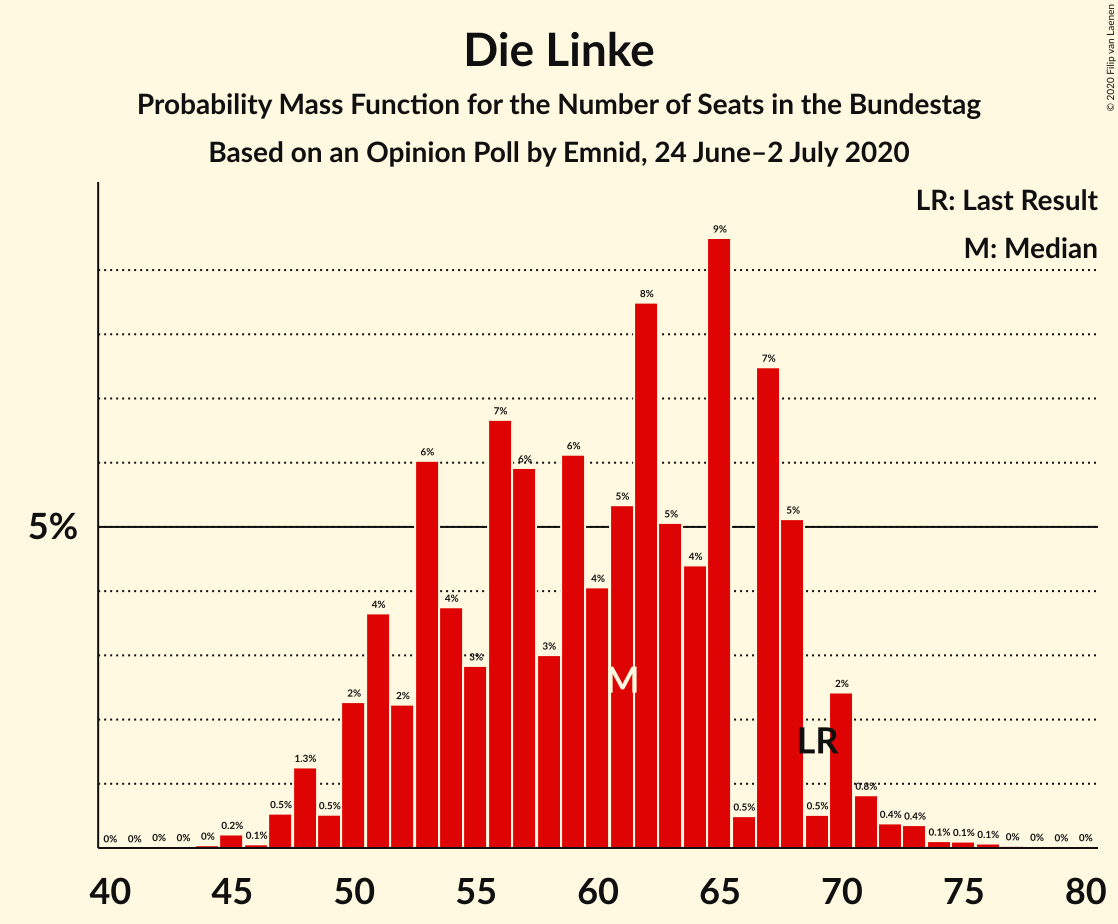 Die Linke
Probability Mass Function for the Number of Seats in the Bundestag
Based on an Opinion Poll by Emnid, 24 June–2 July 2020
© 2020 Filip van Laenen
LR: Last Result
M: Median
9%
8%
7%
7%
6%
6%
6%
5%
5%
5%
5%
4%
4%
4%
4%
3%
3%
2%
2%
2%
M
LR
1.3%
0.8%
0.5%
0.5%
0.5%
0.5%
0% 0% 0% 0% 0% 0.2% 0.1% 0.4% 0.4% 0.1% 0.1% 0.1% 0% 0% 0% 0%
40 45 50 55 60 65 70 75 80